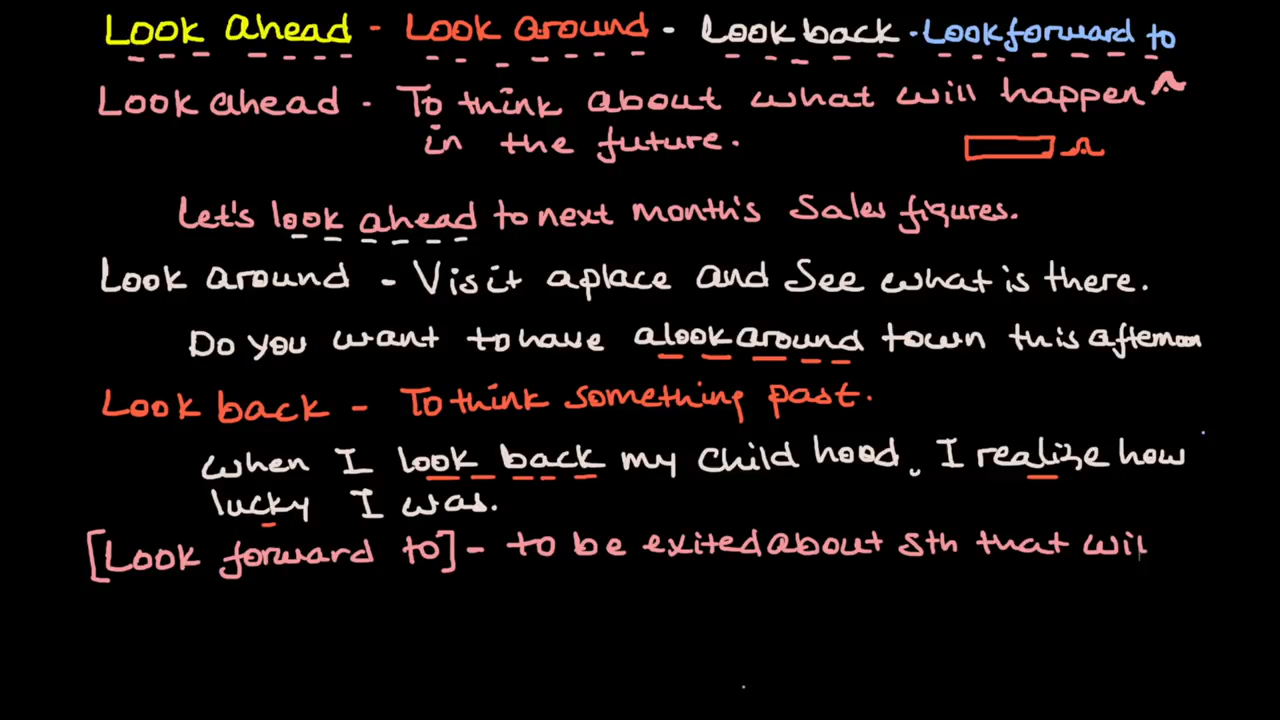 Look ahead - Look around - Look back . Look forward to
Look ahead - To think about what will happen
in the future.
Let's look ahead to next month's Sales figures.
Look around - Visit a place and See what is there.
Do you want to have a look around town this afternoon
Look back - To think something past.
when I look back my child hood, I realize how
lucky I was.
[Look forward to] - to be exited about Sth that wil